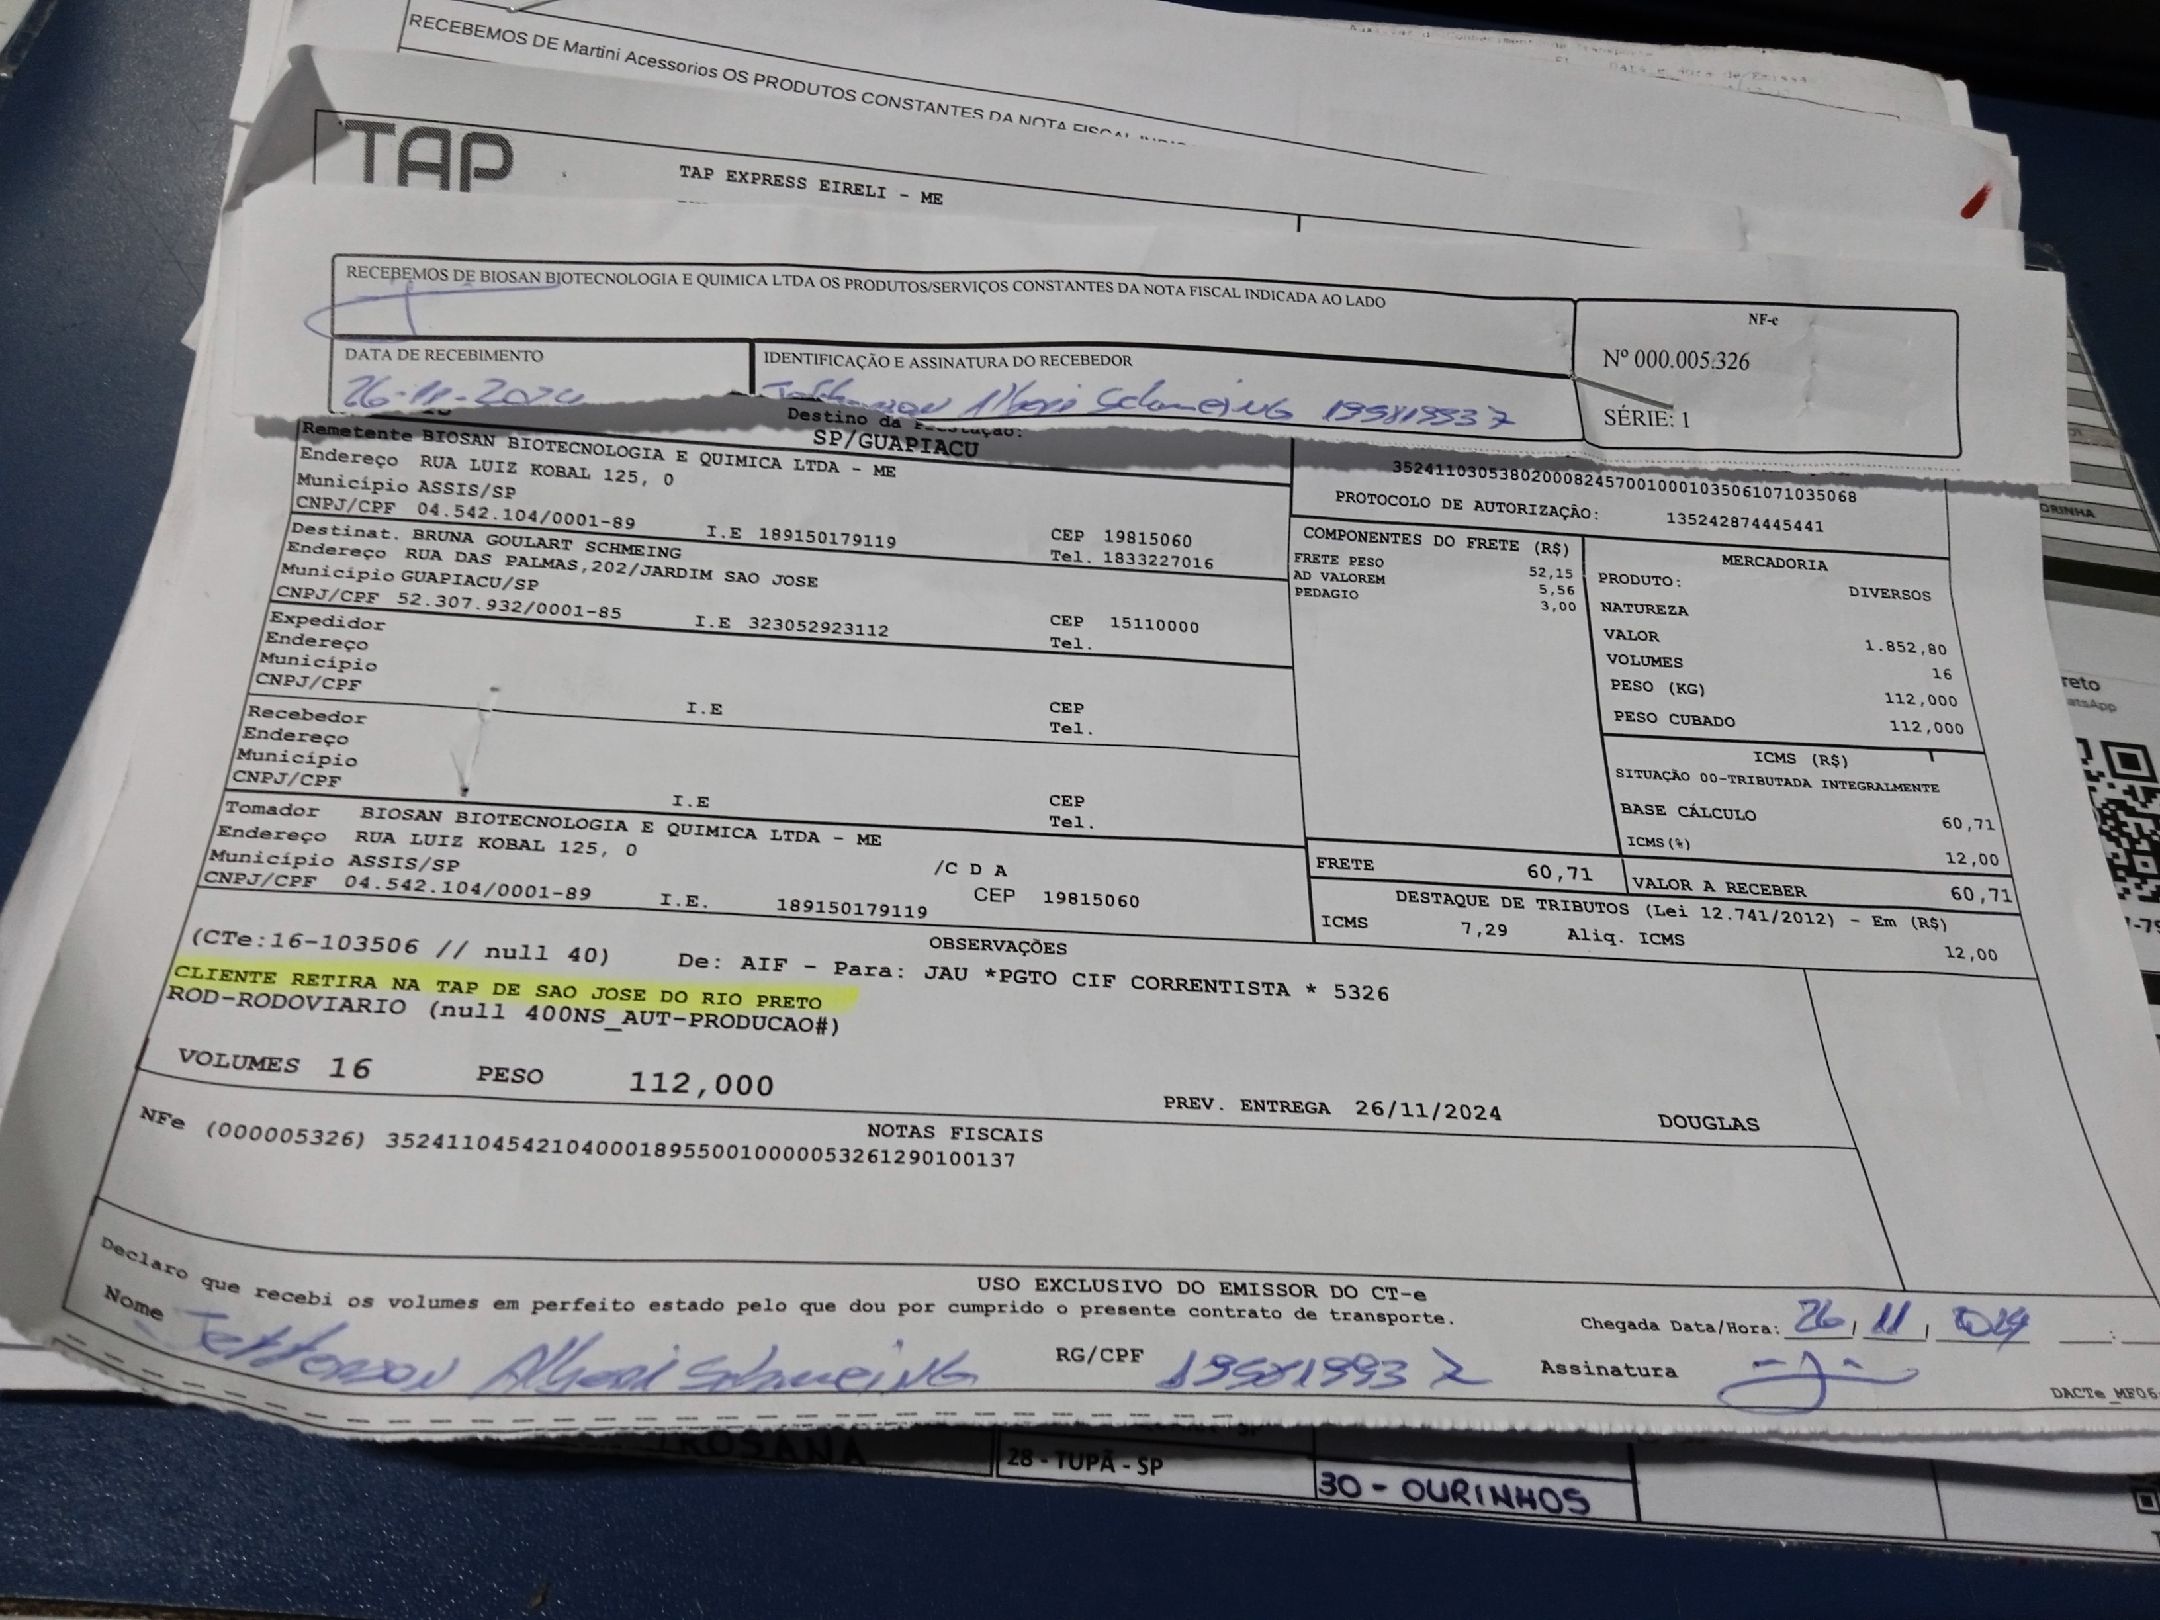 RECEBEMOS DE Martini Acessorios OS PRODUTOS CONSTANTES DA NOTA FISCAL
TAP
TAP EXPRESS EIRELI - ME
RECEBEMOS DE BIOSAN BIOTECNOLOGIA E QUIMICA LTDA OS PRODUTOS/SERVIÇOS CONSTANTES DA NOTA FISCAL INDICADA AO LADO
NF-e
Nº 000.005.326
SÉRIE: 1
DATA DE RECEBIMENTO
IDENTIFICAÇÃO E ASSINATURA DO RECEBEDOR
26-11-2024
Jefferson Alberi Schmeing 199819937
Destino da Prestação:
SP/GUAPIACU
Remetente BIOSAN BIOTECNOLOGIA E QUIMICA LTDA - ME
Endereço RUA LUIZ KOBAL 125, 0
Município ASSIS/SP
CNPJ/CPF 04.542.104/0001-89 I.E 189150179119 CEP 19815060
Tel. 1833227016
Destinat. BRUNA GOULART SCHMEING
Endereço RUA DAS PALMAS,202/JARDIM SAO JOSE
Município GUAPIACU/SP
CNPJ/CPF 52.307.932/0001-85 I.E 323052923112 CEP 15110000
Tel.
Expedidor
Endereço
Município
CNPJ/CPF I.E CEP
Tel.
Recebedor
Endereço
Município
CNPJ/CPF I.E CEP
Tel.
Tomador BIOSAN BIOTECNOLOGIA E QUIMICA LTDA - ME
Endereço RUA LUIZ KOBAL 125, 0
Município ASSIS/SP /C D A
CNPJ/CPF 04.542.104/0001-89 I.E. 189150179119 CEP 19815060
35241103053802000824570010001035061071035068
PROTOCOLO DE AUTORIZAÇÃO: 135242874445441
COMPONENTES DO FRETE (R$)
FRETE PESO 52,15
AD VALOREM 5,56
PEDAGIO 3,00
MERCADORIA
PRODUTO: DIVERSOS
NATUREZA
VALOR 1.852,80
VOLUMES 16
PESO (KG) 112,000
PESO CUBADO 112,000
ICMS (R$)
SITUAÇÃO 00-TRIBUTADA INTEGRALMENTE
BASE CÁLCULO 60,71
ICMS(%) 12,00
FRETE 60,71
VALOR A RECEBER 60,71
DESTAQUE DE TRIBUTOS (Lei 12.741/2012) - Em (R$)
ICMS 7,29 Aliq. ICMS 12,00
OBSERVAÇÕES
(CTe:16-103506 // null 40) De: AIF - Para: JAU *PGTO CIF CORRENTISTA * 5326
CLIENTE RETIRA NA TAP DE SAO JOSE DO RIO PRETO
ROD-RODOVIARIO (null 400NS_AUT-PRODUCAO#)
VOLUMES 16 PESO 112,000 PREV. ENTREGA 26/11/2024 DOUGLAS
NOTAS FISCAIS
NFe (000005326) 35241104542104000189550010000053261290100137
USO EXCLUSIVO DO EMISSOR DO CT-e
Declaro que recebi os volumes em perfeito estado pelo que dou por cumprido o presente contrato de transporte.
Chegada Data/Hora: 26/11/2024
Nome Jefferson Alberi Schmeing RG/CPF 199819937 Assinatura
DACTe_MF06
ROSANA
28 - TUPÃ - SP
30 - OURINHOS